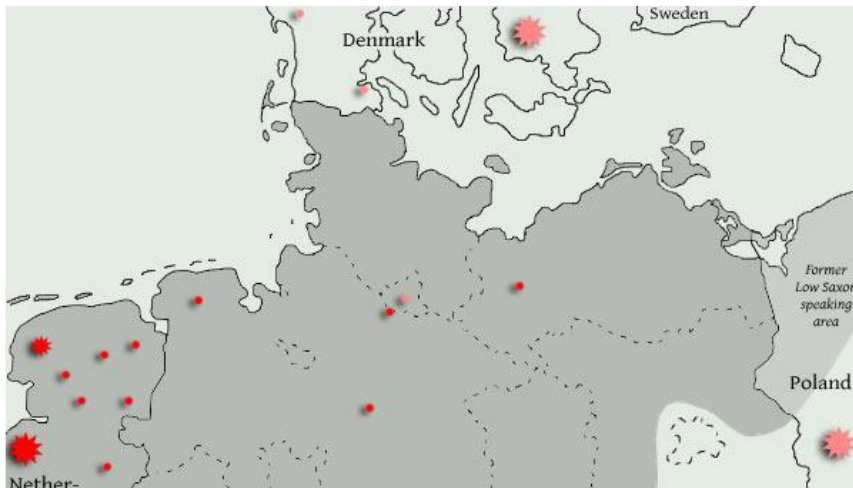 Sweden
Denmark
Former
Low Saxon
speaking
area
Poland
Nether-